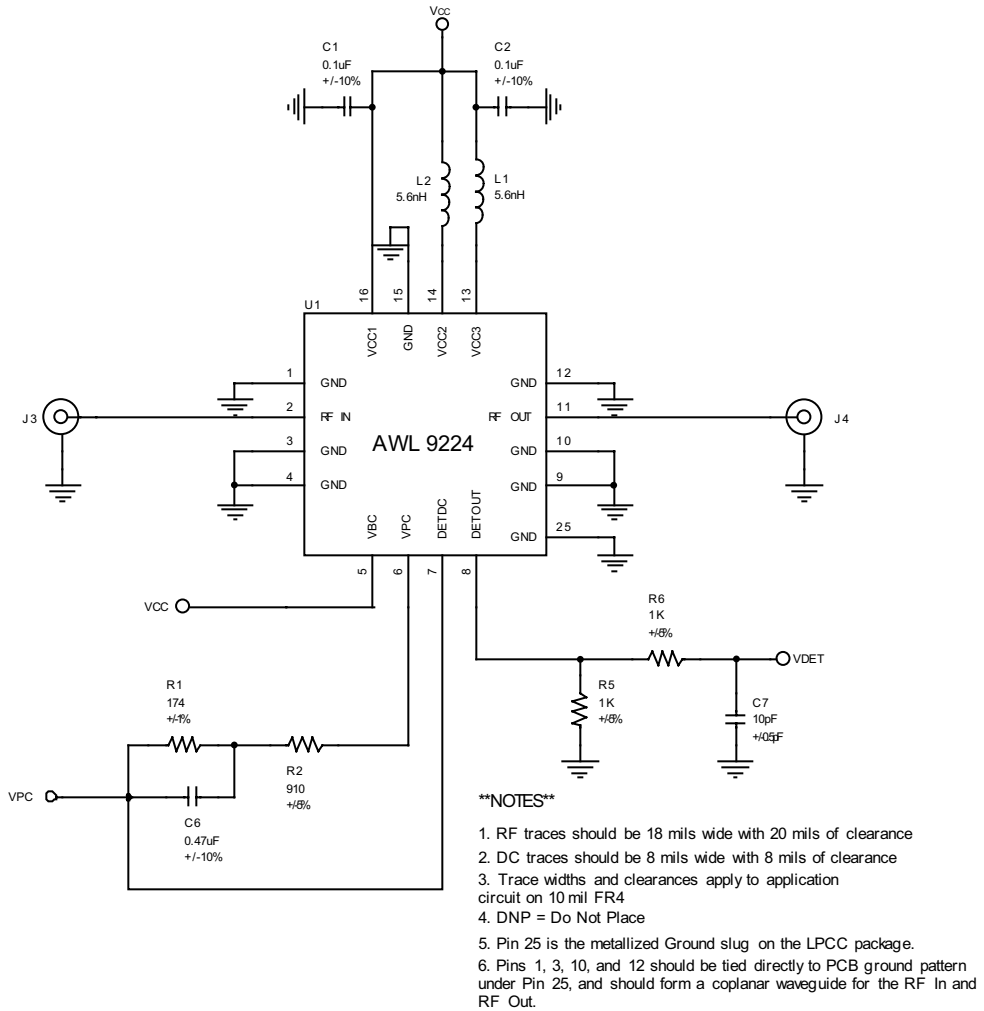 Vcc
C1
0.1uF
+/-10%
C2
0.1uF
+/-10%
L2
5.6nH
L1
5.6nH
U1
16
15
14
13
VCC1
GND
VCC2
VCC3
1
GND
GND
12
J3
2
RF IN
RF OUT
11
J4
AWL 9224
3
GND
GND
10
4
GND
GND
9
VBC
VPC
DETDC
DETOUT
GND
25
5
6
7
8
VCC
R6
1K
+/-5%
VDET
R5
1K
+/-5%
C7
10pF
+/-0.5pF
R1
174
+/-1%
R2
910
+/-5%
VPC
C6
0.47uF
+/-10%
**NOTES**
1. RF traces should be 18 mils wide with 20 mils of clearance
2. DC traces should be 8 mils wide with 8 mils of clearance
3. Trace widths and clearances apply to application
circuit on 10 mil FR4
4. DNP = Do Not Place
5. Pin 25 is the metallized Ground slug on the LPCC package.
6. Pins 1, 3, 10, and 12 should be tied directly to PCB ground pattern
under Pin 25, and should form a coplanar waveguide for the RF In and
RF Out.